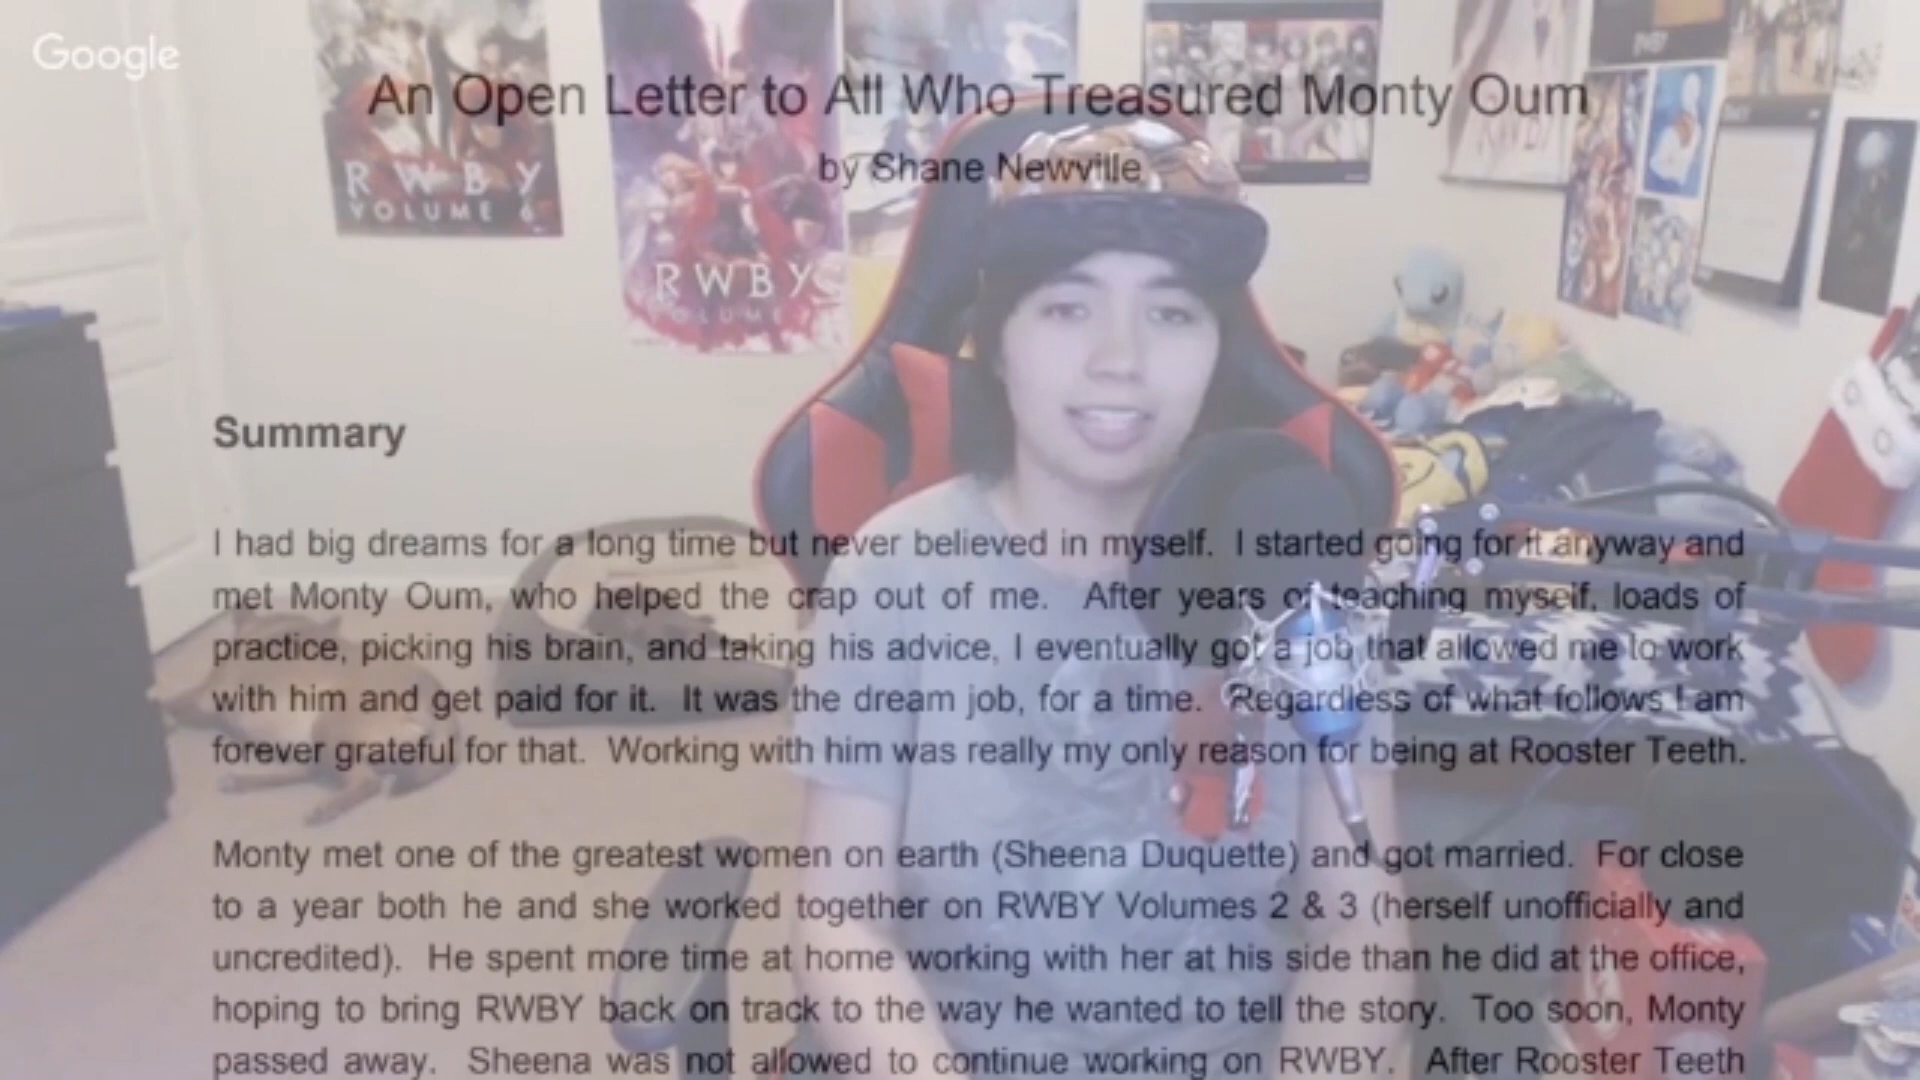 Google
An Open Letter to All Who Treasured Monty Oum
by Shane Newville
RWBY
VOLUME 6
RWBY
VOLUME 7
Summary
I had big dreams for a long time but never believed in myself. I started going for it anyway and
met Monty Oum, who helped the crap out of me. After years of teaching myself, loads of
practice, picking his brain, and taking his advice, I eventually got a job that allowed me to work
with him and get paid for it. It was the dream job, for a time. Regardless of what follows I am
forever grateful for that. Working with him was really my only reason for being at Rooster Teeth.
Monty met one of the greatest women on earth (Sheena Duquette) and got married. For close
to a year both he and she worked together on RWBY Volumes 2 & 3 (herself unofficially and
uncredited). He spent more time at home working with her at his side than he did at the office,
hoping to bring RWBY back on track to the way he wanted to tell the story. Too soon, Monty
passed away. Sheena was not allowed to continue working on RWBY. After Rooster Teeth